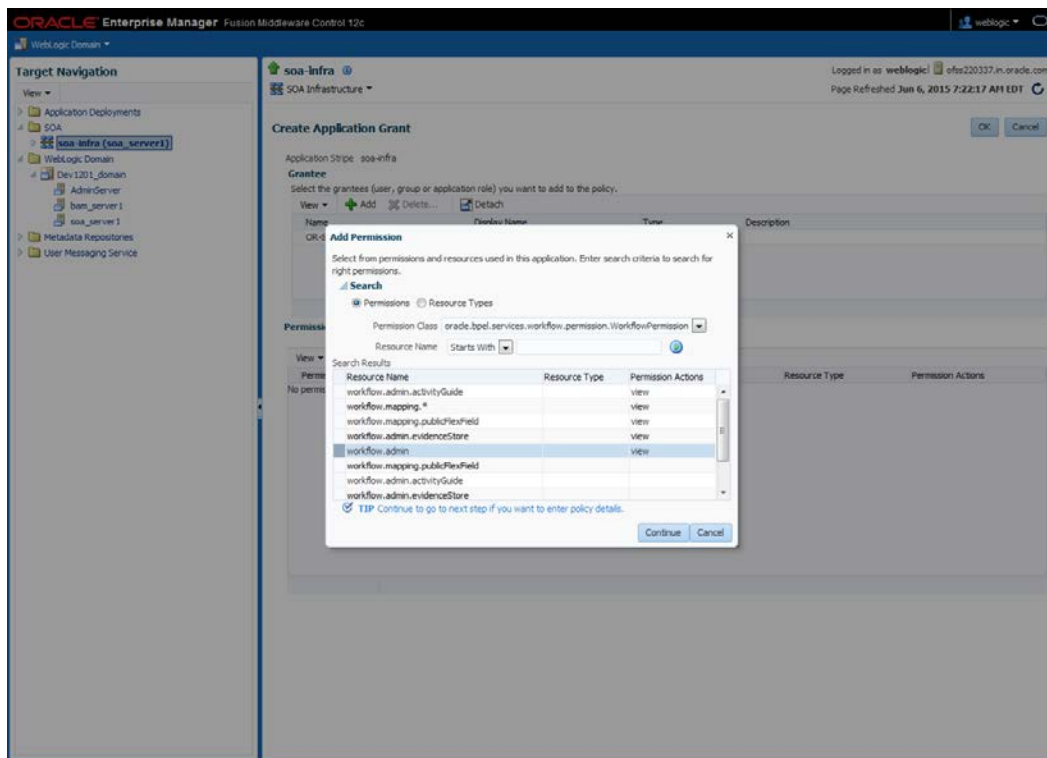 ORACLE Enterprise Manager Fusion Middleware Control 12c
weblogic
WebLogic Domain
Target Navigation
View
Application Deployments
SOA
soa-infra (soa_server1)
WebLogic Domain
Dev1201_domain
AdminServer
bam_server1
soa_server1
Metadata Repositories
User Messaging Service
soa-infra
SOA Infrastructure
Logged in as weblogic| ofss220337.in.oracle.com
Page Refreshed Jun 6, 2015 7:22:17 AM EDT
Create Application Grant
OK Cancel
Application Stripe soa-infra
Grantee
Select the grantees (user, group or application role) you want to add to the policy.
View Add Delete... Detach
Name Display Name Type Description
Add Permission
Select from permissions and resources used in this application. Enter search criteria to search for
right permissions.
Search
Permissions Resource Types
Permission Class oracle.bpel.services.workflow.permission.WorkflowPermission
Resource Name Starts With
Search Results
Resource Name Resource Type Permission Actions
workflow.admin.activityGuide view
workflow.mapping.* view
workflow.mapping.publicFlexField view
workflow.admin.evidenceStore view
workflow.admin view
workflow.mapping.publicFlexField
workflow.admin.activityGuide
workflow.admin.evidenceStore
TIP Continue to go to next step if you want to enter policy details.
Continue Cancel
View
Resource Type Permission Actions